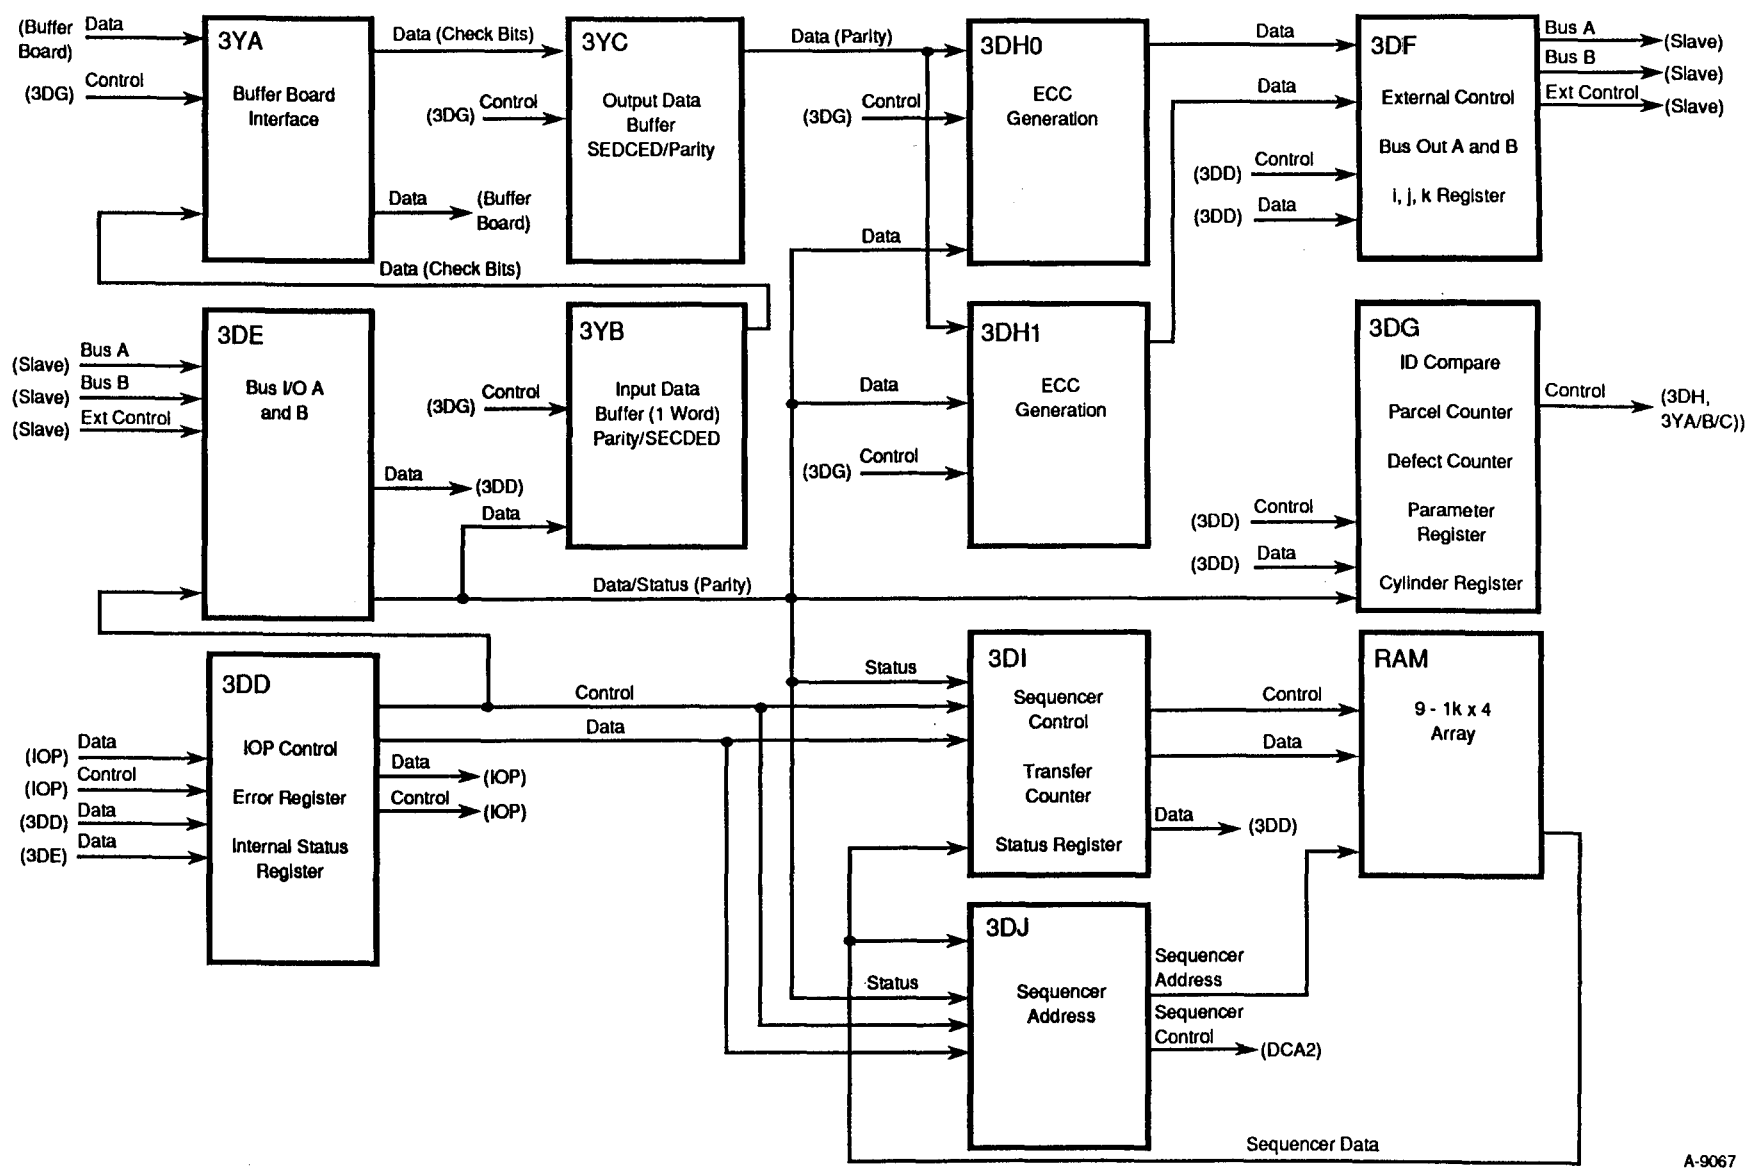 (Buffer
Board)
Data
(3DG)
Control
3YA
Buffer Board
Interface
Data (Check Bits)
Data
(Buffer
Board)
(3DG)
Control
3YC
Output Data
Buffer
SEDCED/Parity
Data (Parity)
(3DG)
Control
Data
3DH0
ECC
Generation
Data
Data
(3DD)
Control
(3DD)
Data
3DF
External Control
Bus Out A and B
i, j, k Register
Bus A
(Slave)
Bus B
(Slave)
Ext Control
(Slave)
Data (Check Bits)
(Slave)
Bus A
(Slave)
Bus B
(Slave)
Ext Control
3DE
Bus I/O A
and B
Data
(3DD)
Data
(3DG)
Control
3YB
Input Data
Buffer (1 Word)
Parity/SECDED
Data/Status (Parity)
Data
(3DG)
Control
3DH1
ECC
Generation
(3DD)
Control
(3DD)
Data
3DG
ID Compare
Parcel Counter
Defect Counter
Parameter
Register
Cylinder Register
Control
(3DH,
3YA/B/C))
(IOP)
Data
(IOP)
Control
(3DD)
Data
(3DE)
Data
3DD
IOP Control
Error Register
Internal Status
Register
Control
Data
Data
(IOP)
Control
(IOP)
Status
3DI
Sequencer
Control
Transfer
Counter
Status Register
Control
Data
Data
(3DD)
RAM
9 - 1k x 4
Array
Status
3DJ
Sequencer
Address
Sequencer
Address
Sequencer
Control
(DCA2)
Sequencer Data
A-9067